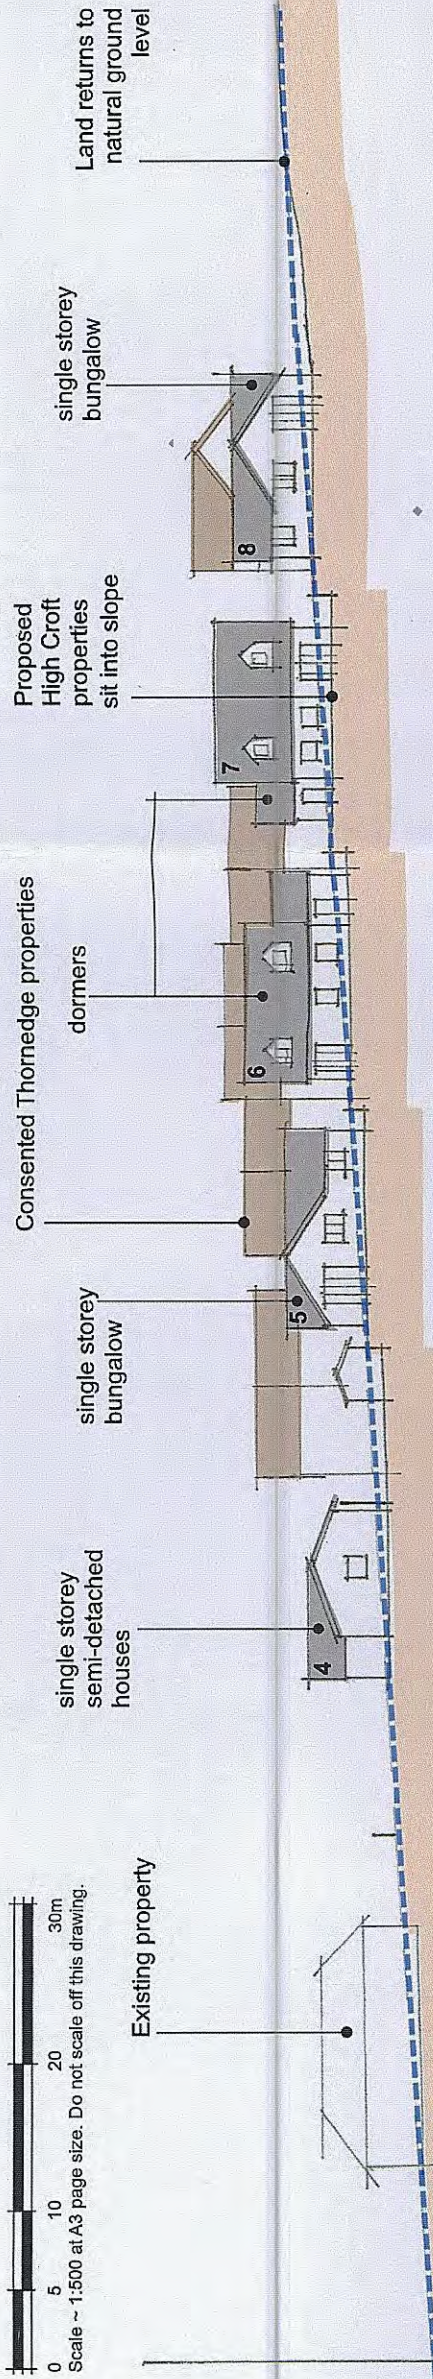 0 5 10 20 30m
Scale ~ 1:500 at A3 page size. Do not scale off this drawing.
Existing property
single storey
semi-detached
houses
single storey
bungalow
Consented Thornedge properties
dormers
Proposed
High Croft
properties
sit into slope
single storey
bungalow
Land returns to
natural ground
level
4
5
6
7
8